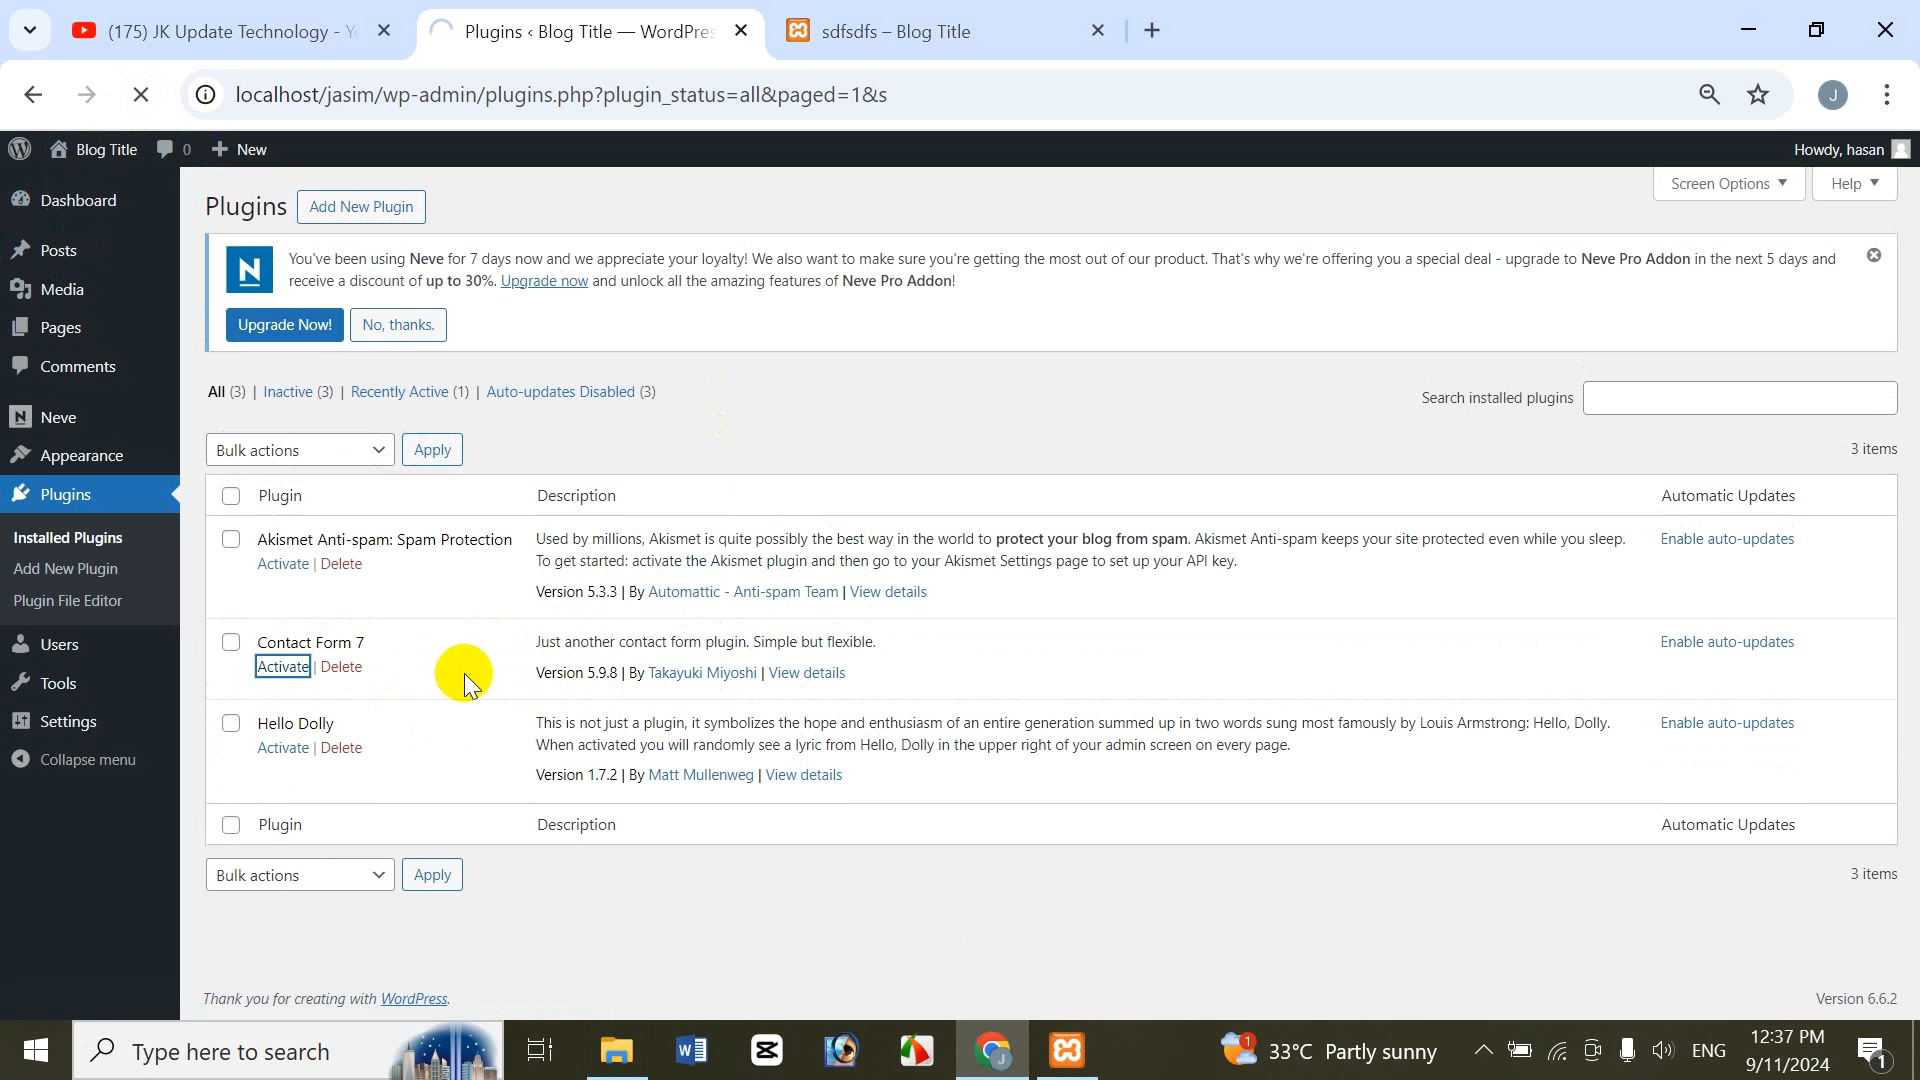 (175) JK Update Technology - Y
Plugins ‹ Blog Title — WordPres
sdfsdfs – Blog Title
localhost/jasim/wp-admin/plugins.php?plugin_status=all&paged=1&s
J
Blog Title
0
New
Howdy, hasan
Dashboard
Posts
Media
Pages
Comments
Neve
Appearance
Plugins
Installed Plugins
Add New Plugin
Plugin File Editor
Users
Tools
Settings
Collapse menu
Screen Options
Help
Plugins
Add New Plugin
N
You've been using Neve for 7 days now and we appreciate your loyalty! We also want to make sure you're getting the most out of our product. That's why we're offering you a special deal - upgrade to Neve Pro Addon in the next 5 days and
receive a discount of up to 30%. Upgrade now and unlock all the amazing features of Neve Pro Addon!
Upgrade Now!
No, thanks.
All (3) | Inactive (3) | Recently Active (1) | Auto-updates Disabled (3)
Search installed plugins
Bulk actions
Apply
3 items
Plugin
Description
Automatic Updates
Akismet Anti-spam: Spam Protection
Activate | Delete
Used by millions, Akismet is quite possibly the best way in the world to protect your blog from spam. Akismet Anti-spam keeps your site protected even while you sleep.
To get started: activate the Akismet plugin and then go to your Akismet Settings page to set up your API key.
Version 5.3.3 | By Automattic - Anti-spam Team | View details
Enable auto-updates
Contact Form 7
Activate | Delete
Just another contact form plugin. Simple but flexible.
Version 5.9.8 | By Takayuki Miyoshi | View details
Enable auto-updates
Hello Dolly
Activate | Delete
This is not just a plugin, it symbolizes the hope and enthusiasm of an entire generation summed up in two words sung most famously by Louis Armstrong: Hello, Dolly.
When activated you will randomly see a lyric from Hello, Dolly in the upper right of your admin screen on every page.
Version 1.7.2 | By Matt Mullenweg | View details
Enable auto-updates
Plugin
Description
Automatic Updates
Bulk actions
Apply
3 items
Thank you for creating with WordPress.
Version 6.6.2
Type here to search
1
33°C Partly sunny
ENG
12:37 PM
9/11/2024
1